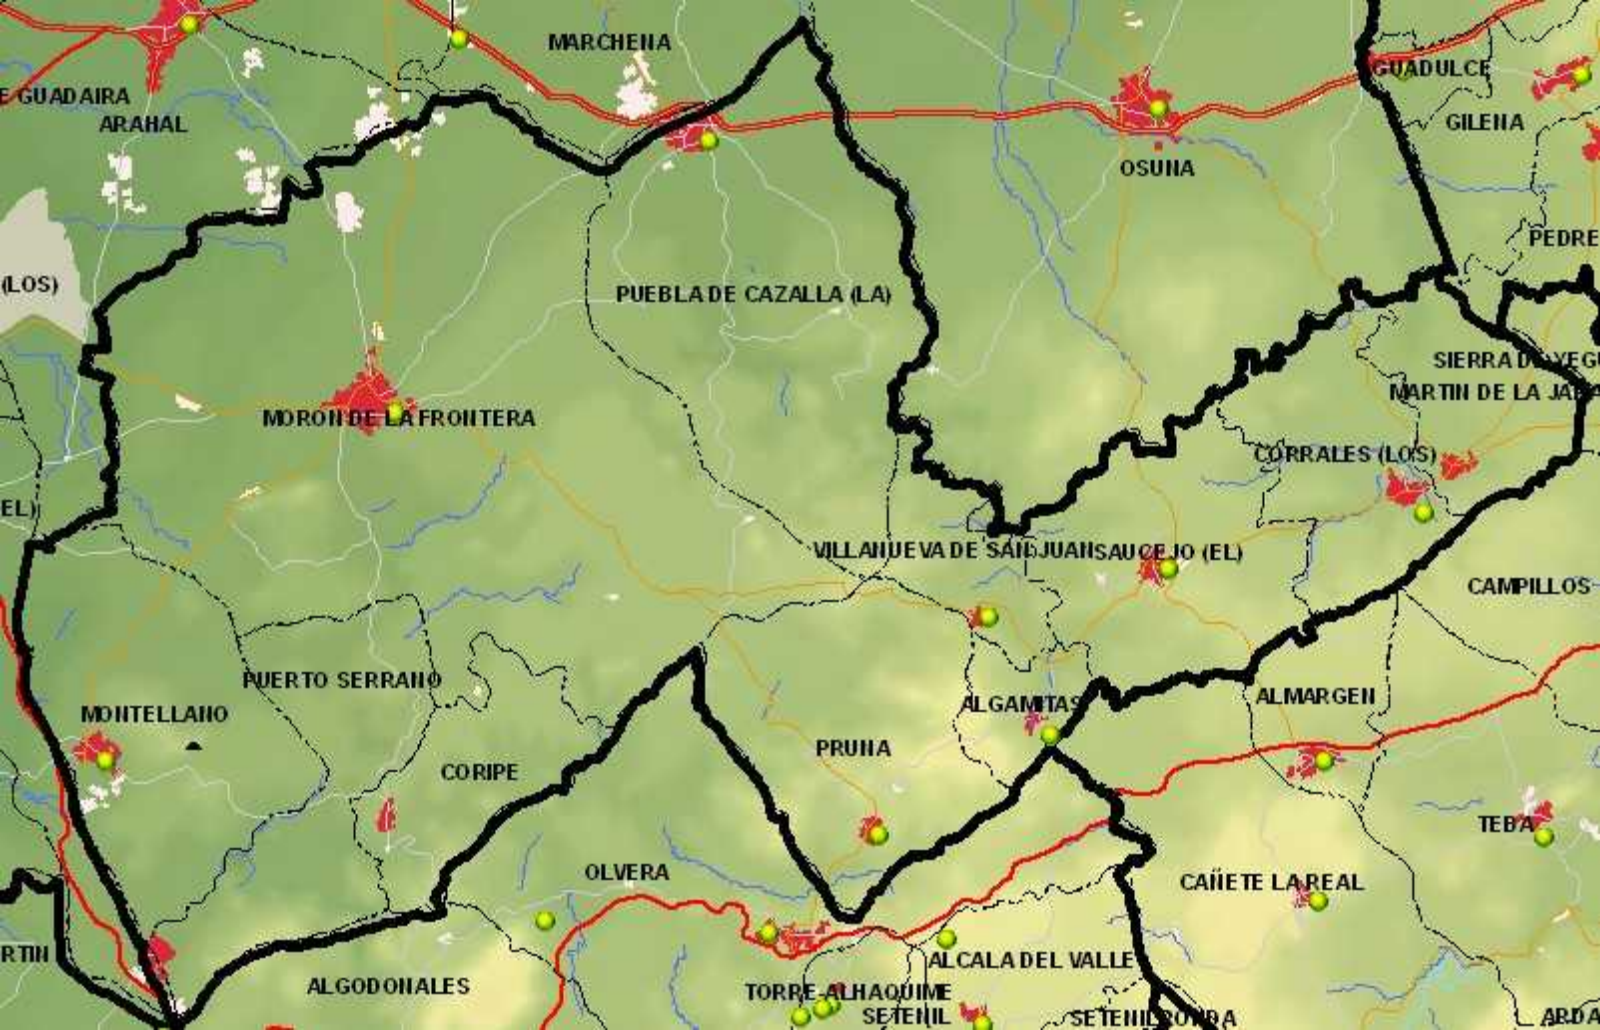 MARCHENA
GUADULCE
E GUADAIRA
ARAHAL
GILENA
OSUNA
PEDRE
(LOS)
PUEBLA DE CAZALLA (LA)
SIERRA DE YEGU
MARTIN DE LA JARA
MORON DE LA FRONTERA
CORRALES (LOS)
EL)
VILLANUEVA DE SAN JUAN
SAUCEJO (EL)
CAMPILLOS
PUERTO SERRANO
ALGAMITAS
ALMARGEN
MONTELLANO
PRUNA
CORIPE
TEBA
OLVERA
CAÑETE LA REAL
RTIN
ALCALA DEL VALLE
ALGODONALES
TORRE-ALHAQUIME
SETENIL
SETENIL
RONDA
ARDA